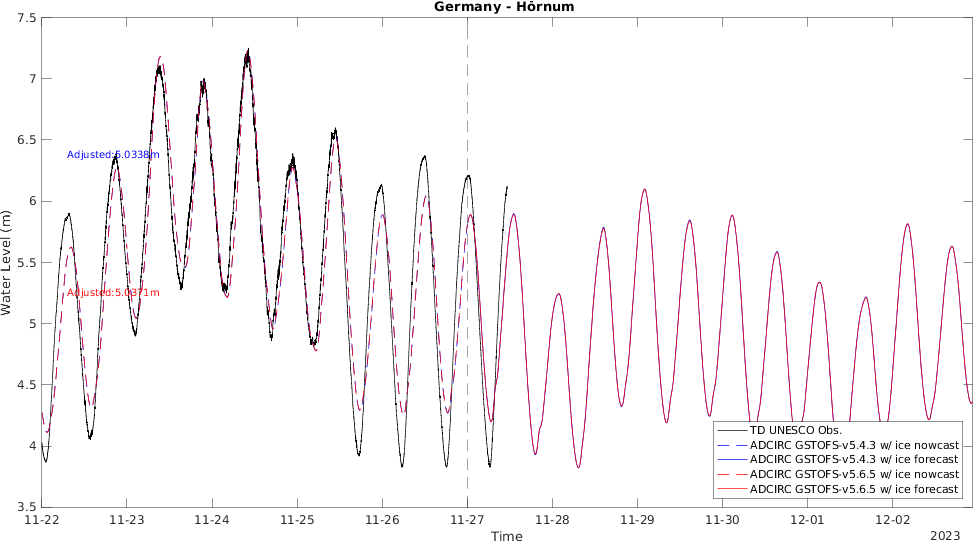 Germany - Hörnum
7.5
7
6.5
6
5.5
5
4.5
4
3.5
Water Level (m)
Adjusted:5.0338m
Adjusted:5.0371m
TD UNESCO Obs.
ADCIRC GSTOFS-v5.4.3 w/ ice nowcast
ADCIRC GSTOFS-v5.4.3 w/ ice forecast
ADCIRC GSTOFS-v5.6.5 w/ ice nowcast
ADCIRC GSTOFS-v5.6.5 w/ ice forecast
11-22 11-23 11-24 11-25 11-26 11-27 11-28 11-29 11-30 12-01 12-02
Time
2023